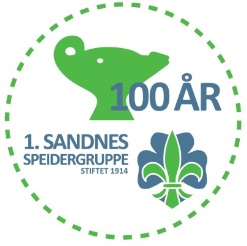 100 ÅR
1. SANDNES
SPEIDERGRUPPE
STIFTET 1914